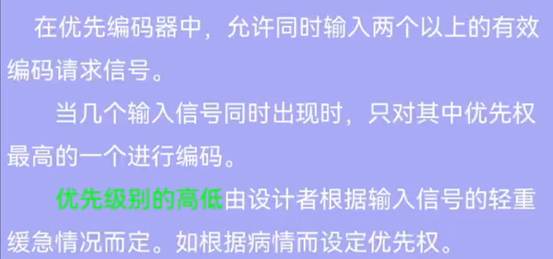 在优先编码器中，允许同时输入两个以上的有效
编码请求信号。
当几个输入信号同时出现时，只对其中优先权
最高的一个进行编码。
优先级别的高低由设计者根据输入信号的轻重
缓急情况而定。如根据病情而设定优先权。